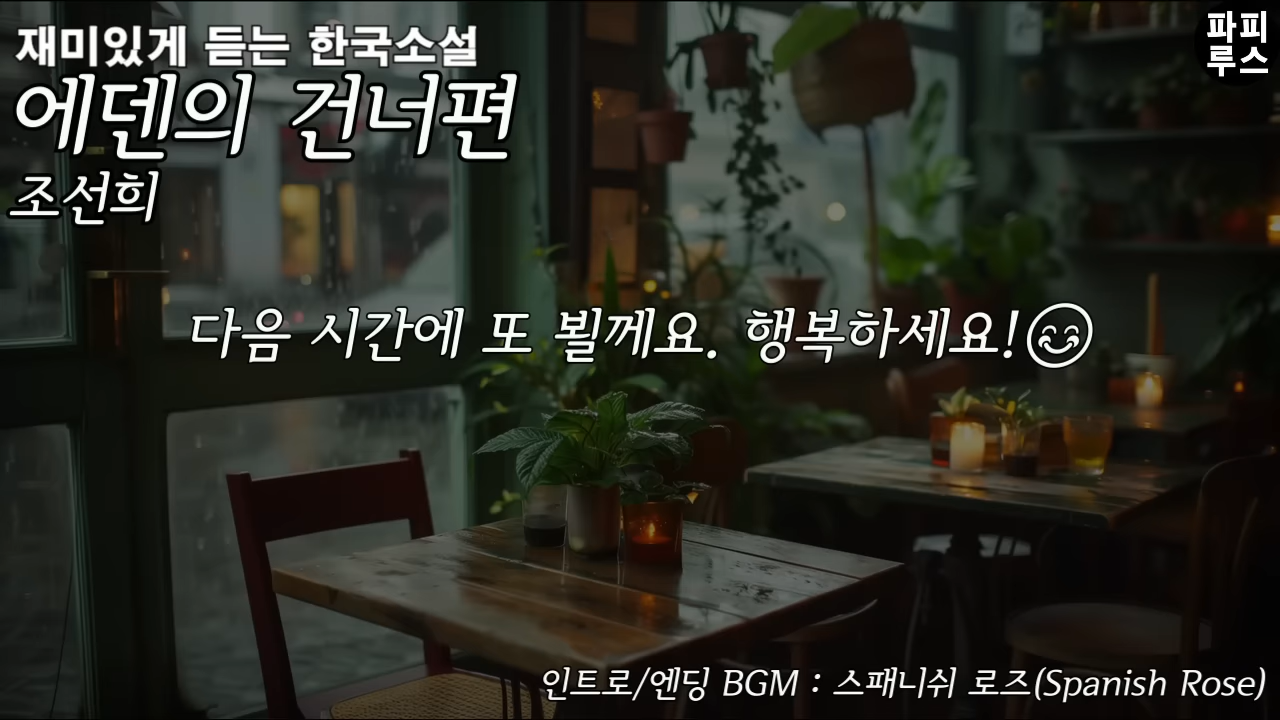 재미있게 듣는 한국소설
에덴의 건너편
조선희
파피
루스
다음 시간에 또 뵐께요. 행복하세요!😊
인트로/엔딩 BGM : 스패니쉬 로즈(Spanish Rose)